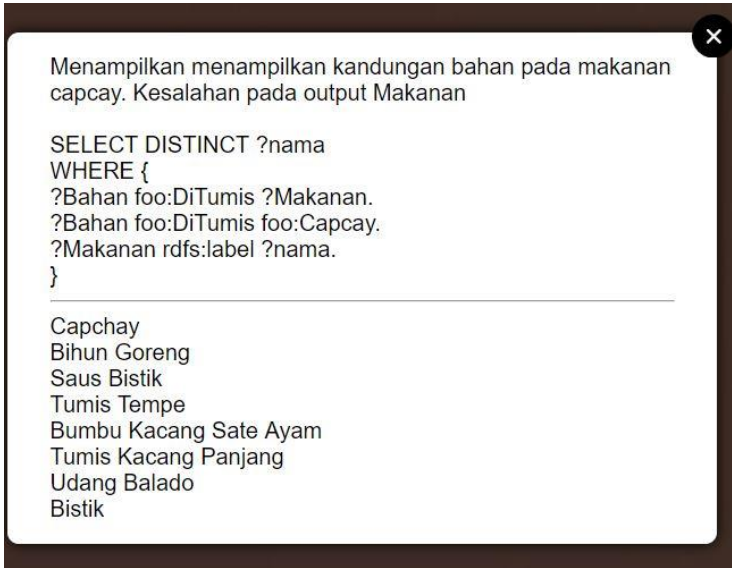 Menampilkan menampilkan kandungan bahan pada makanan
capcay. Kesalahan pada output Makanan
SELECT DISTINCT ?nama
WHERE {
?Bahan foo:DiTumis ?Makanan.
?Bahan foo:DiTumis foo:Capcay.
?Makanan rdfs:label ?nama.
}
Capchay
Bihun Goreng
Saus Bistik
Tumis Tempe
Bumbu Kacang Sate Ayam
Tumis Kacang Panjang
Udang Balado
Bistik